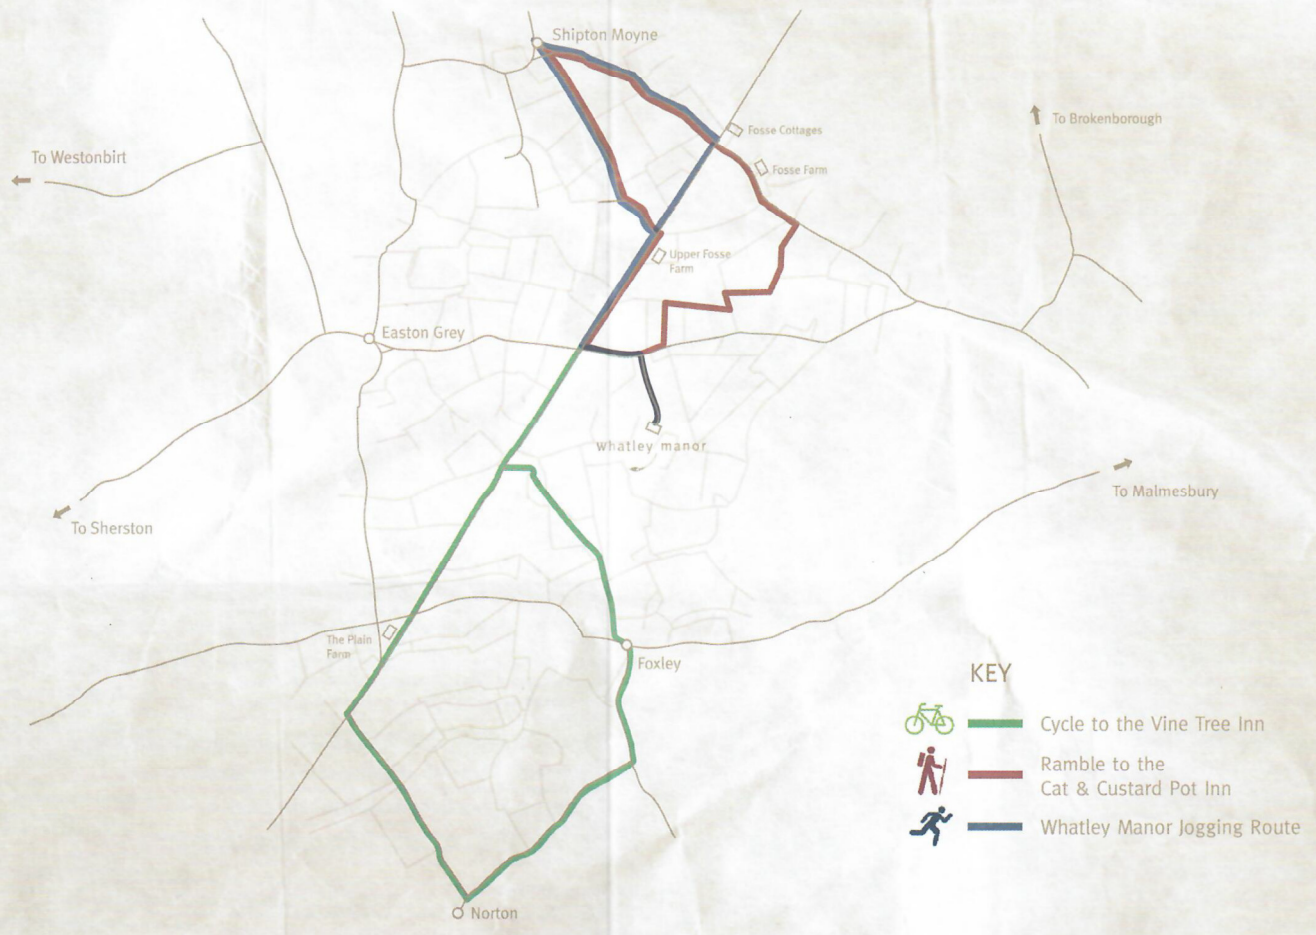 Shipton Moyne
Fosse Cottages
To Brokenborough
To Westonbirt
Fosse Farm
Upper Fosse
Farm
Easton Grey
whatley manor
To Malmesbury
To Sherston
The Plain
Farm
Foxley
KEY
Cycle to the Vine Tree Inn
Ramble to the
Cat & Custard Pot Inn
Whatley Manor Jogging Route
Norton